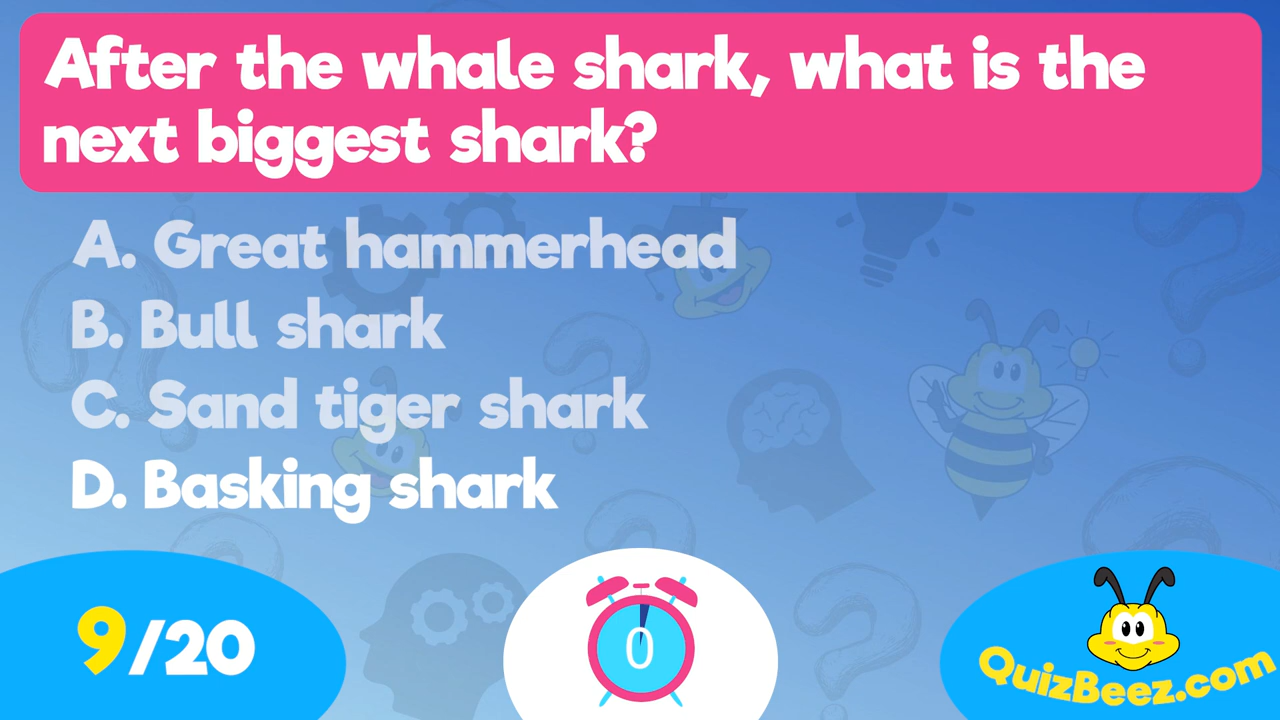 After the whale shark, what is the
next biggest shark?
A. Great hammerhead
B. Bull shark
C. Sand tiger shark
D. Basking shark
9/20
0
QuizBeez.com